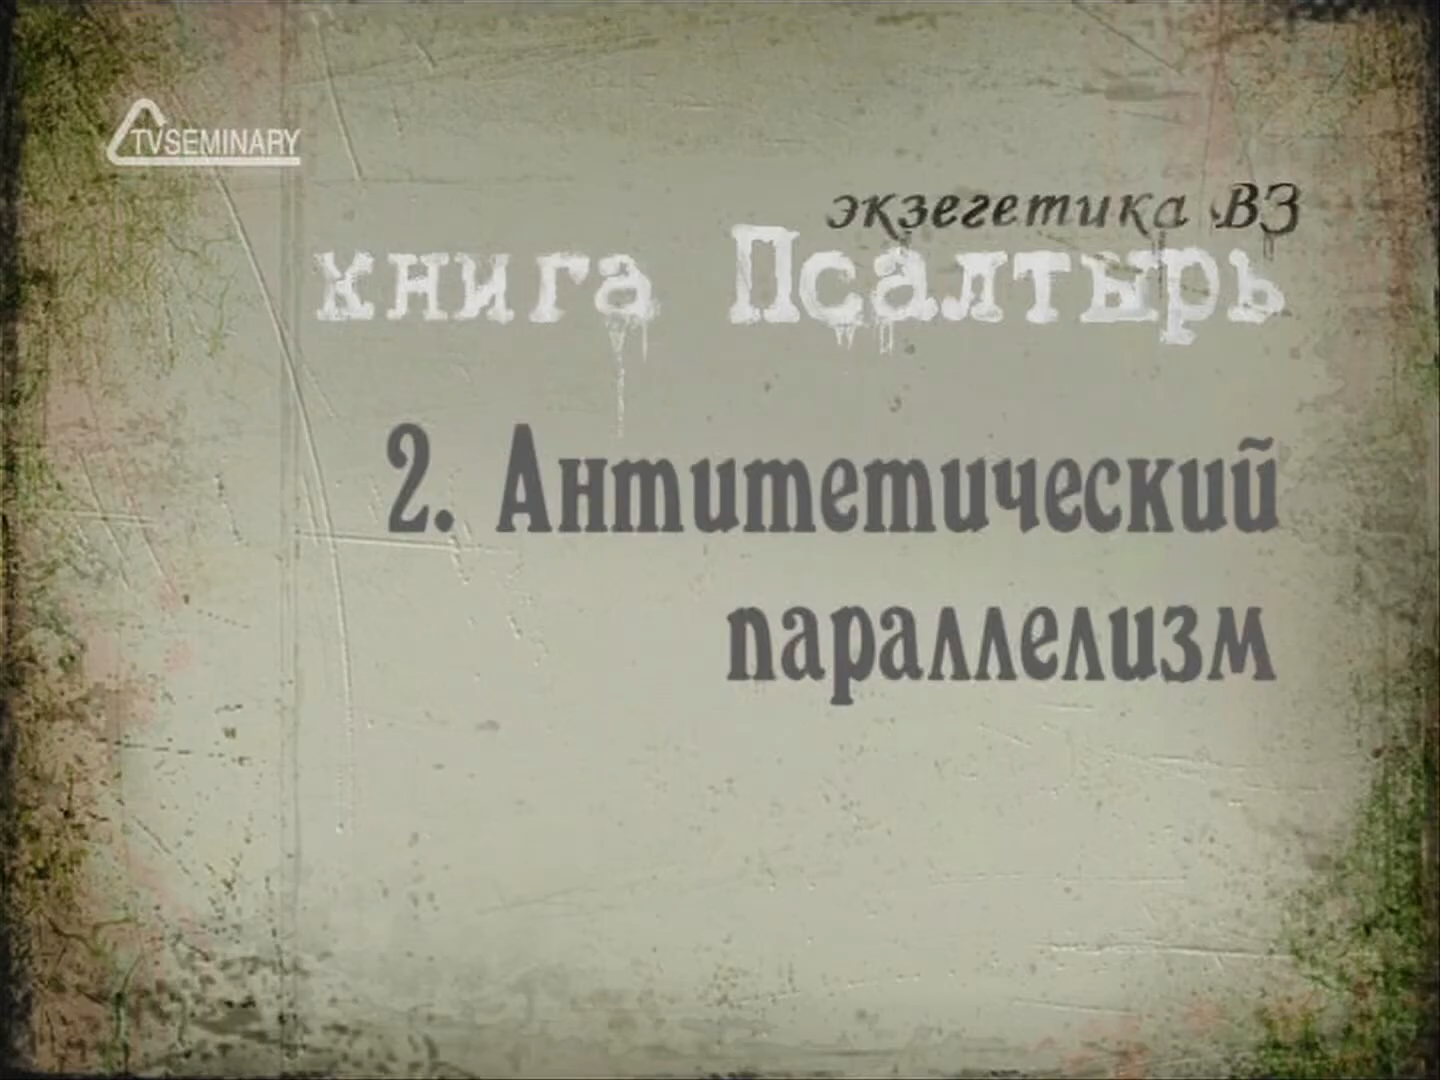 TVSEMINARY
экзегетика ВЗ
книга Псалтырь
2. Антитетический
параллелизм